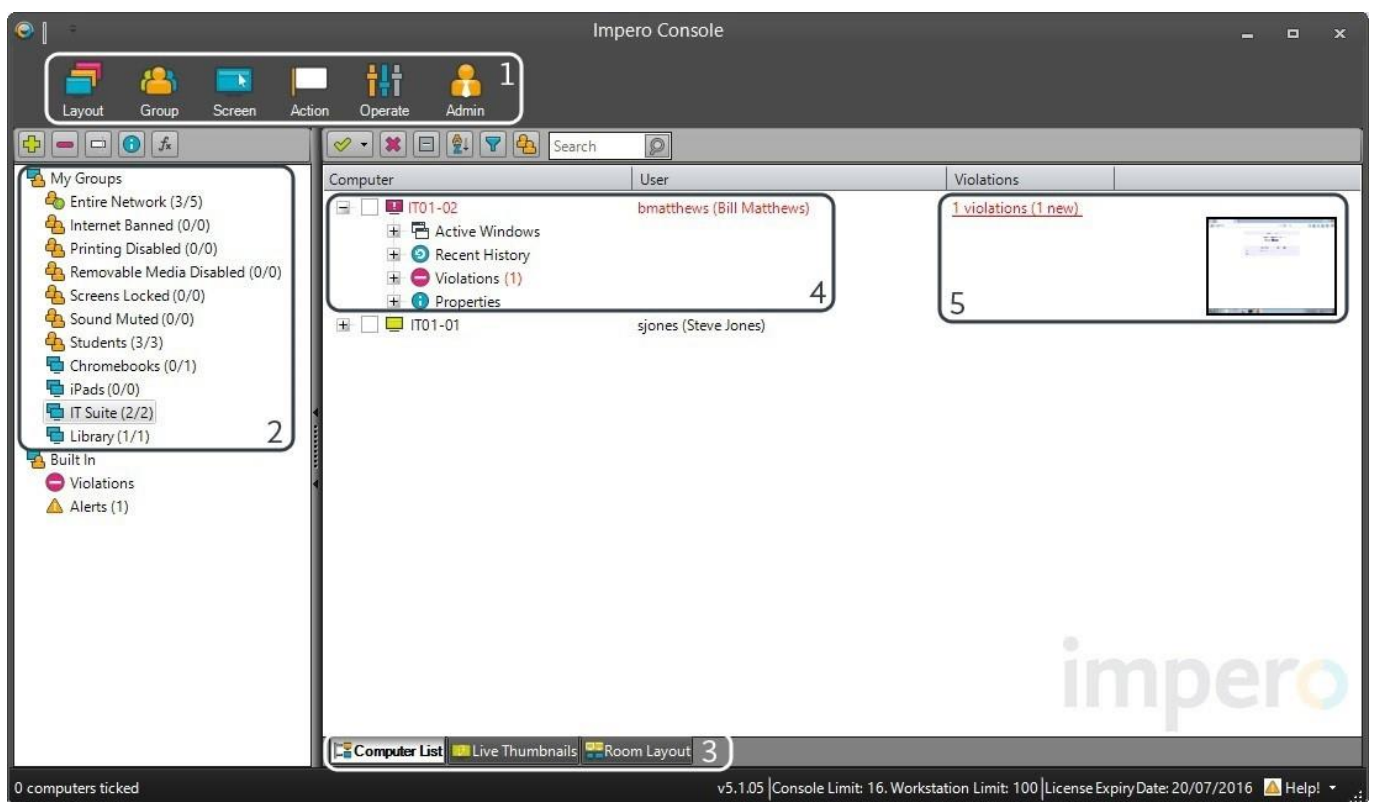 Impero Console
Layout Group Screen Action Operate Admin 1
Search
My Groups
Entire Network (3/5)
Internet Banned (0/0)
Printing Disabled (0/0)
Removable Media Disabled (0/0)
Screens Locked (0/0)
Sound Muted (0/0)
Students (3/3)
Chromebooks (0/1)
iPads (0/0)
IT Suite (2/2)
Library (1/1)
2
Built In
Violations
Alerts (1)
Computer User Violations
IT01-02 bmatthews (Bill Matthews) 1 violations (1 new)
Active Windows
Recent History
Violations (1)
Properties
4
5
IT01-01 sjones (Steve Jones)
impero
Computer List Live Thumbnails Room Layout 3
0 computers ticked v5.1.05 |Console Limit: 16. Workstation Limit: 100 |License Expiry Date: 20/07/2016 Help!